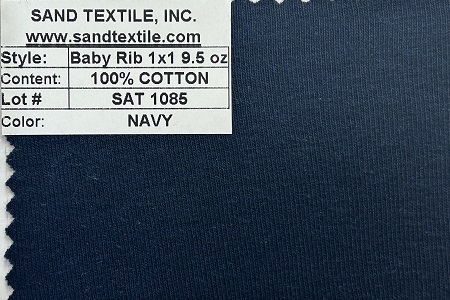 SAND TEXTILE, INC.
www.sandtextile.com
Style: Baby Rib 1x1 9.5 oz
Content: 100% COTTON
Lot # SAT 1085
Color: NAVY